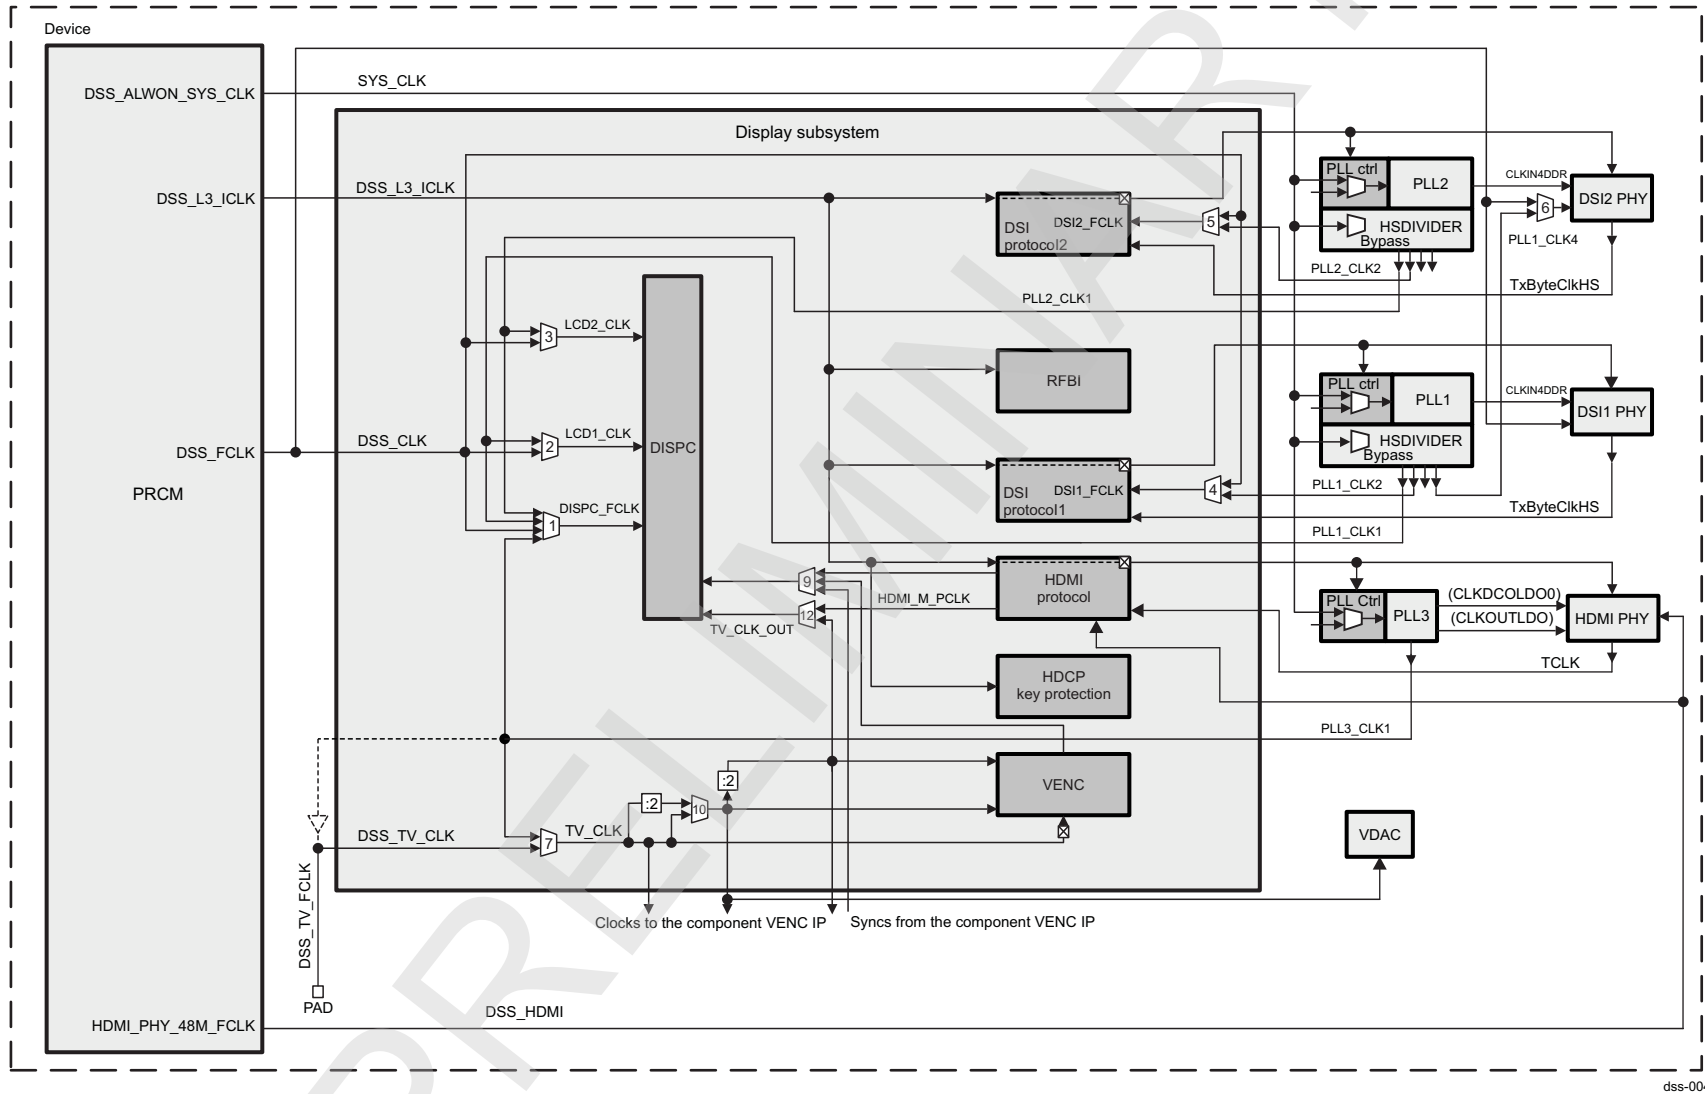 Device
DSS_ALWON_SYS_CLK
SYS_CLK
Display subsystem
DSS_L3_ICLK
DSS_L3_ICLK
DSI protocol2
DSI2_FCLK
5
PLL ctrl
PLL2
HSDIVIDER
Bypass
CLKIN4DDR
6
DSI2 PHY
PLL1_CLK4
PLL2_CLK2
TxByteClkHS
PLL2_CLK1
LCD2_CLK
3
RFBI
PLL ctrl
PLL1
HSDIVIDER
Bypass
CLKIN4DDR
DSI1 PHY
DSS_FCLK
DSS_CLK
LCD1_CLK
2
DISPC
PRCM
DSI protocol1
DSI1_FCLK
4
PLL1_CLK2
TxByteClkHS
DISPC_FCLK
1
PLL1_CLK1
9
HDMI protocol
HDMI_M_PCLK
12
TV_CLK_OUT
PLL Ctrl
PLL3
(CLKDCOLDO0)
(CLKOUTLDO)
HDMI PHY
TCLK
HDCP
key protection
PLL3_CLK1
:2
VENC
:2
10
DSS_TV_CLK
7
TV_CLK
VDAC
DSS_TV_FCLK
Clocks to the component VENC IP
Syncs from the component VENC IP
PAD
DSS_HDMI
HDMI_PHY_48M_FCLK
dss-004
PRELIMINARY